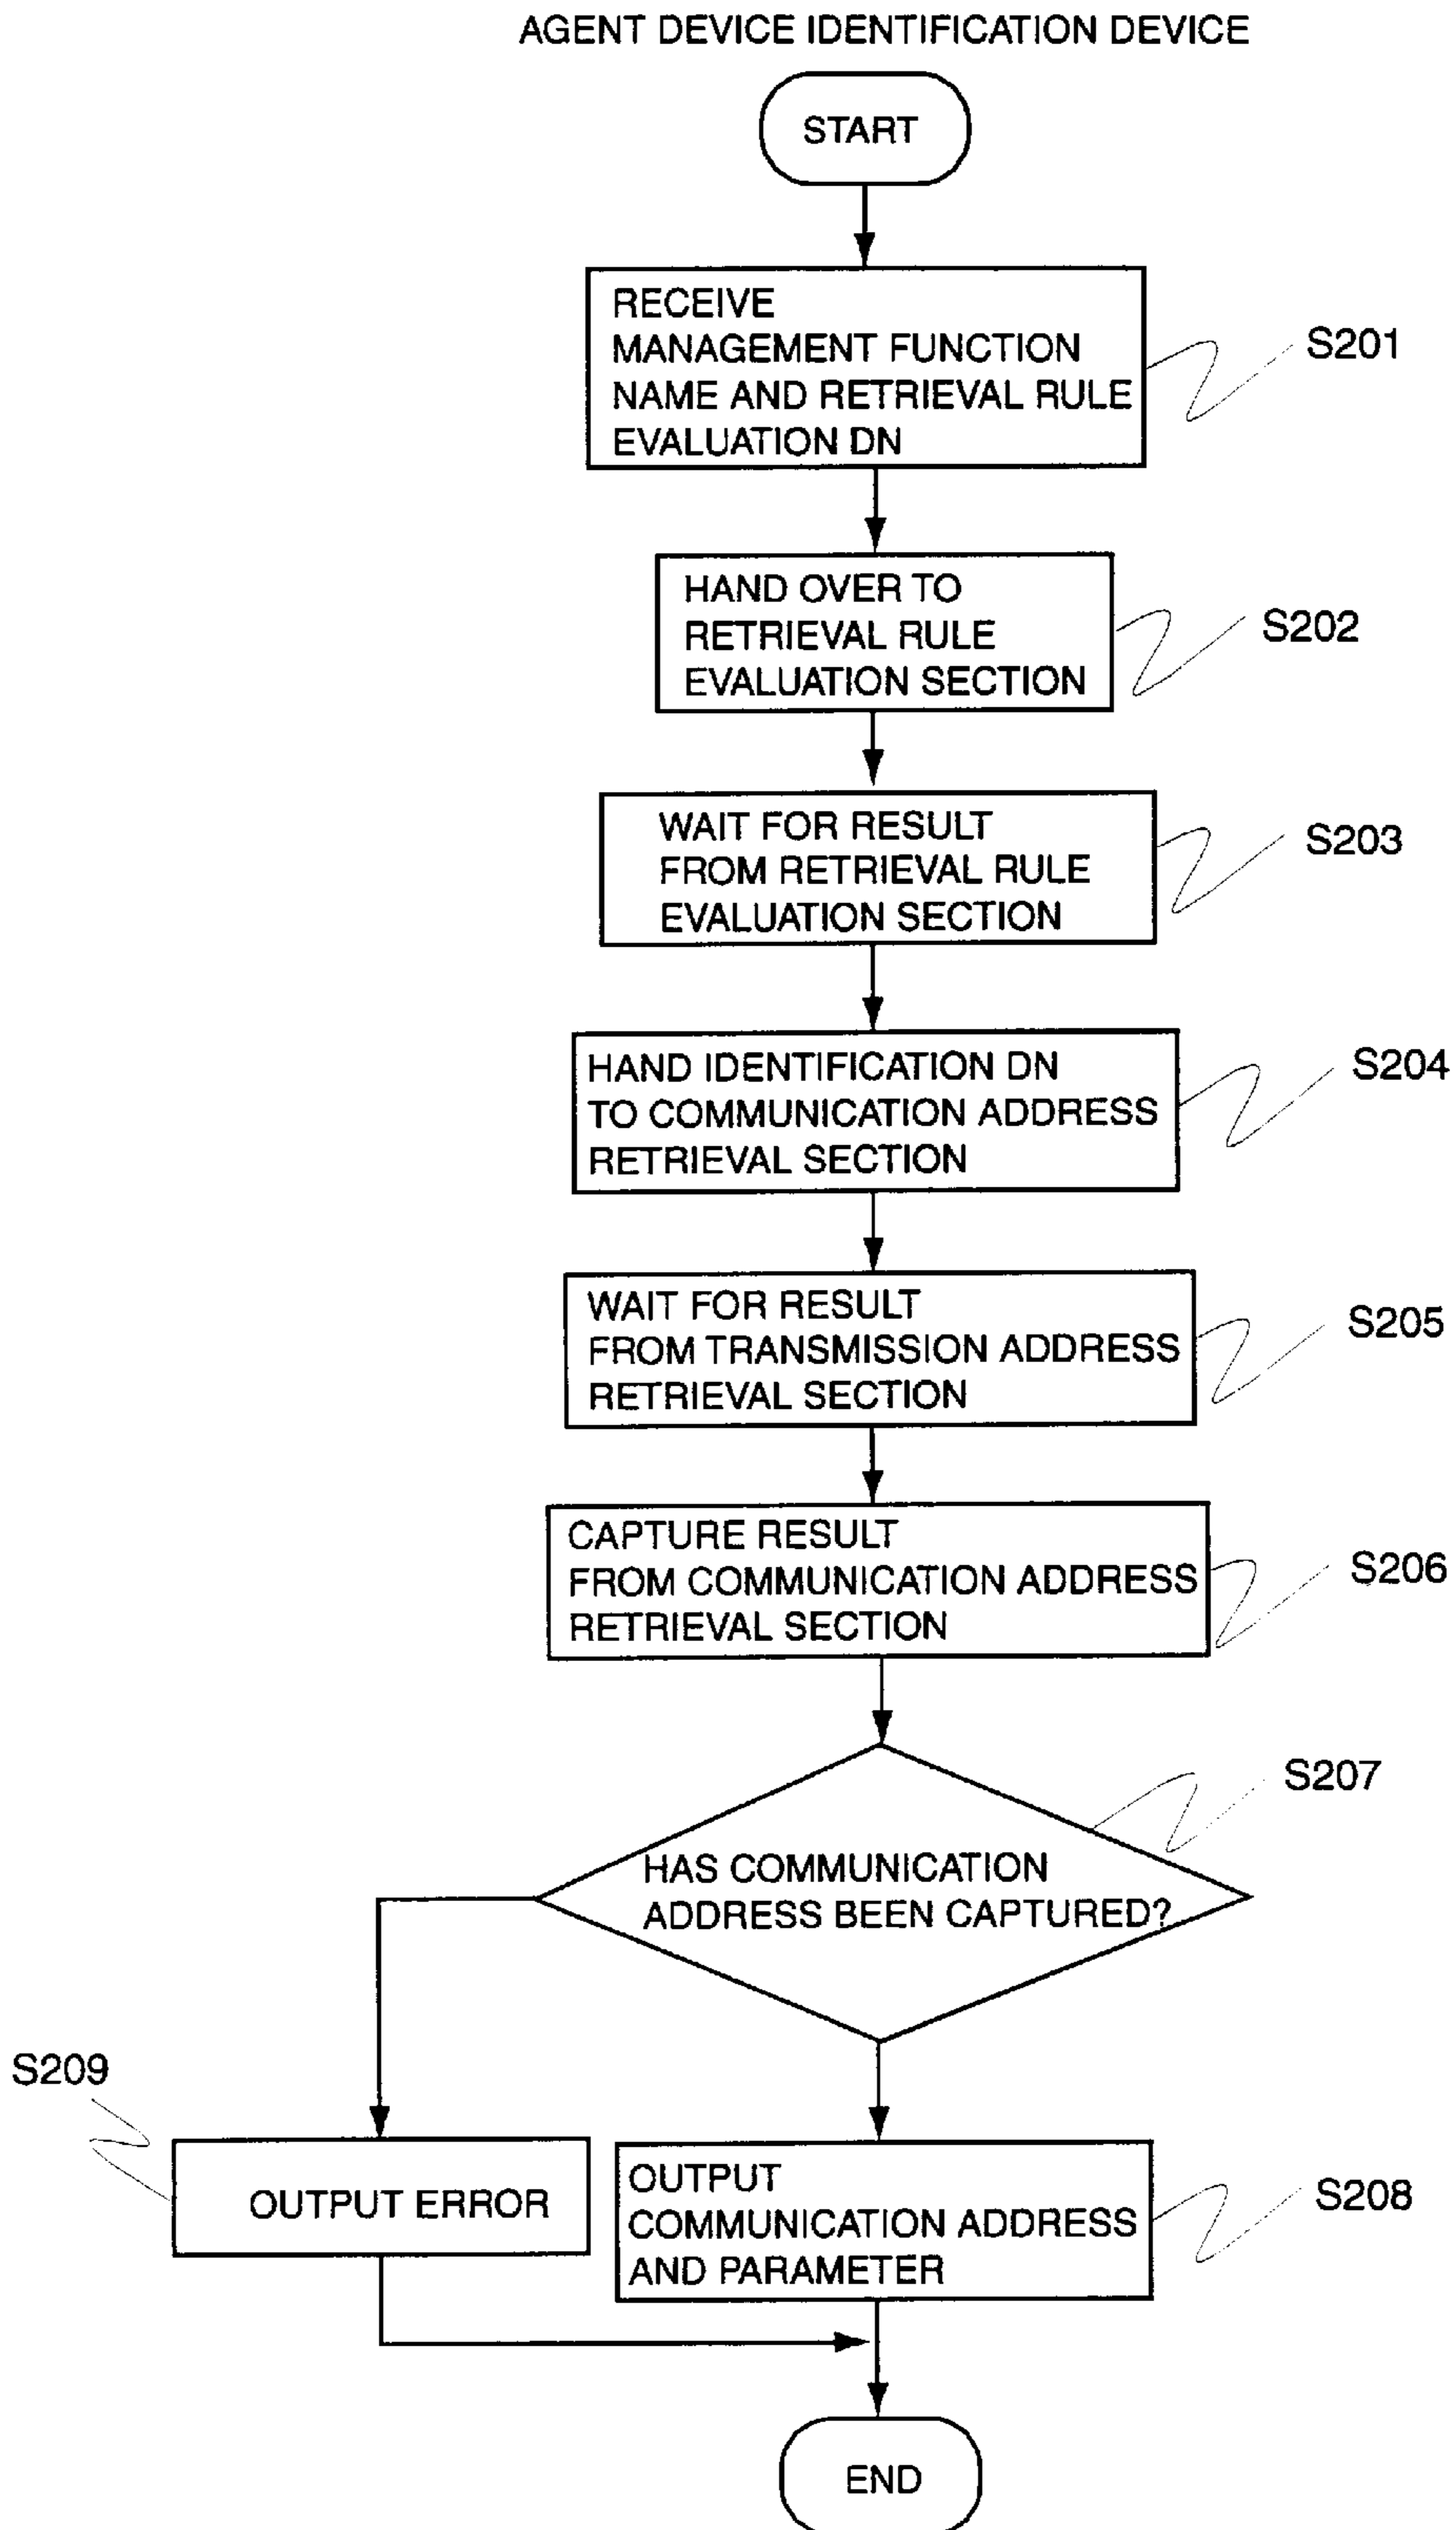 AGENT DEVICE IDENTIFICATION DEVICE
START
RECEIVE
MANAGEMENT FUNCTION
NAME AND RETRIEVAL RULE
EVALUATION DN
S201
HAND OVER TO
RETRIEVAL RULE
EVALUATION SECTION
S202
WAIT FOR RESULT
FROM RETRIEVAL RULE
EVALUATION SECTION
S203
HAND IDENTIFICATION DN
TO COMMUNICATION ADDRESS
RETRIEVAL SECTION
S204
WAIT FOR RESULT
FROM TRANSMISSION ADDRESS
RETRIEVAL SECTION
S205
CAPTURE RESULT
FROM COMMUNICATION ADDRESS
RETRIEVAL SECTION
S206
S207
HAS COMMUNICATION
ADDRESS BEEN CAPTURED?
S209
OUTPUT ERROR
OUTPUT
COMMUNICATION ADDRESS
AND PARAMETER
S208
END